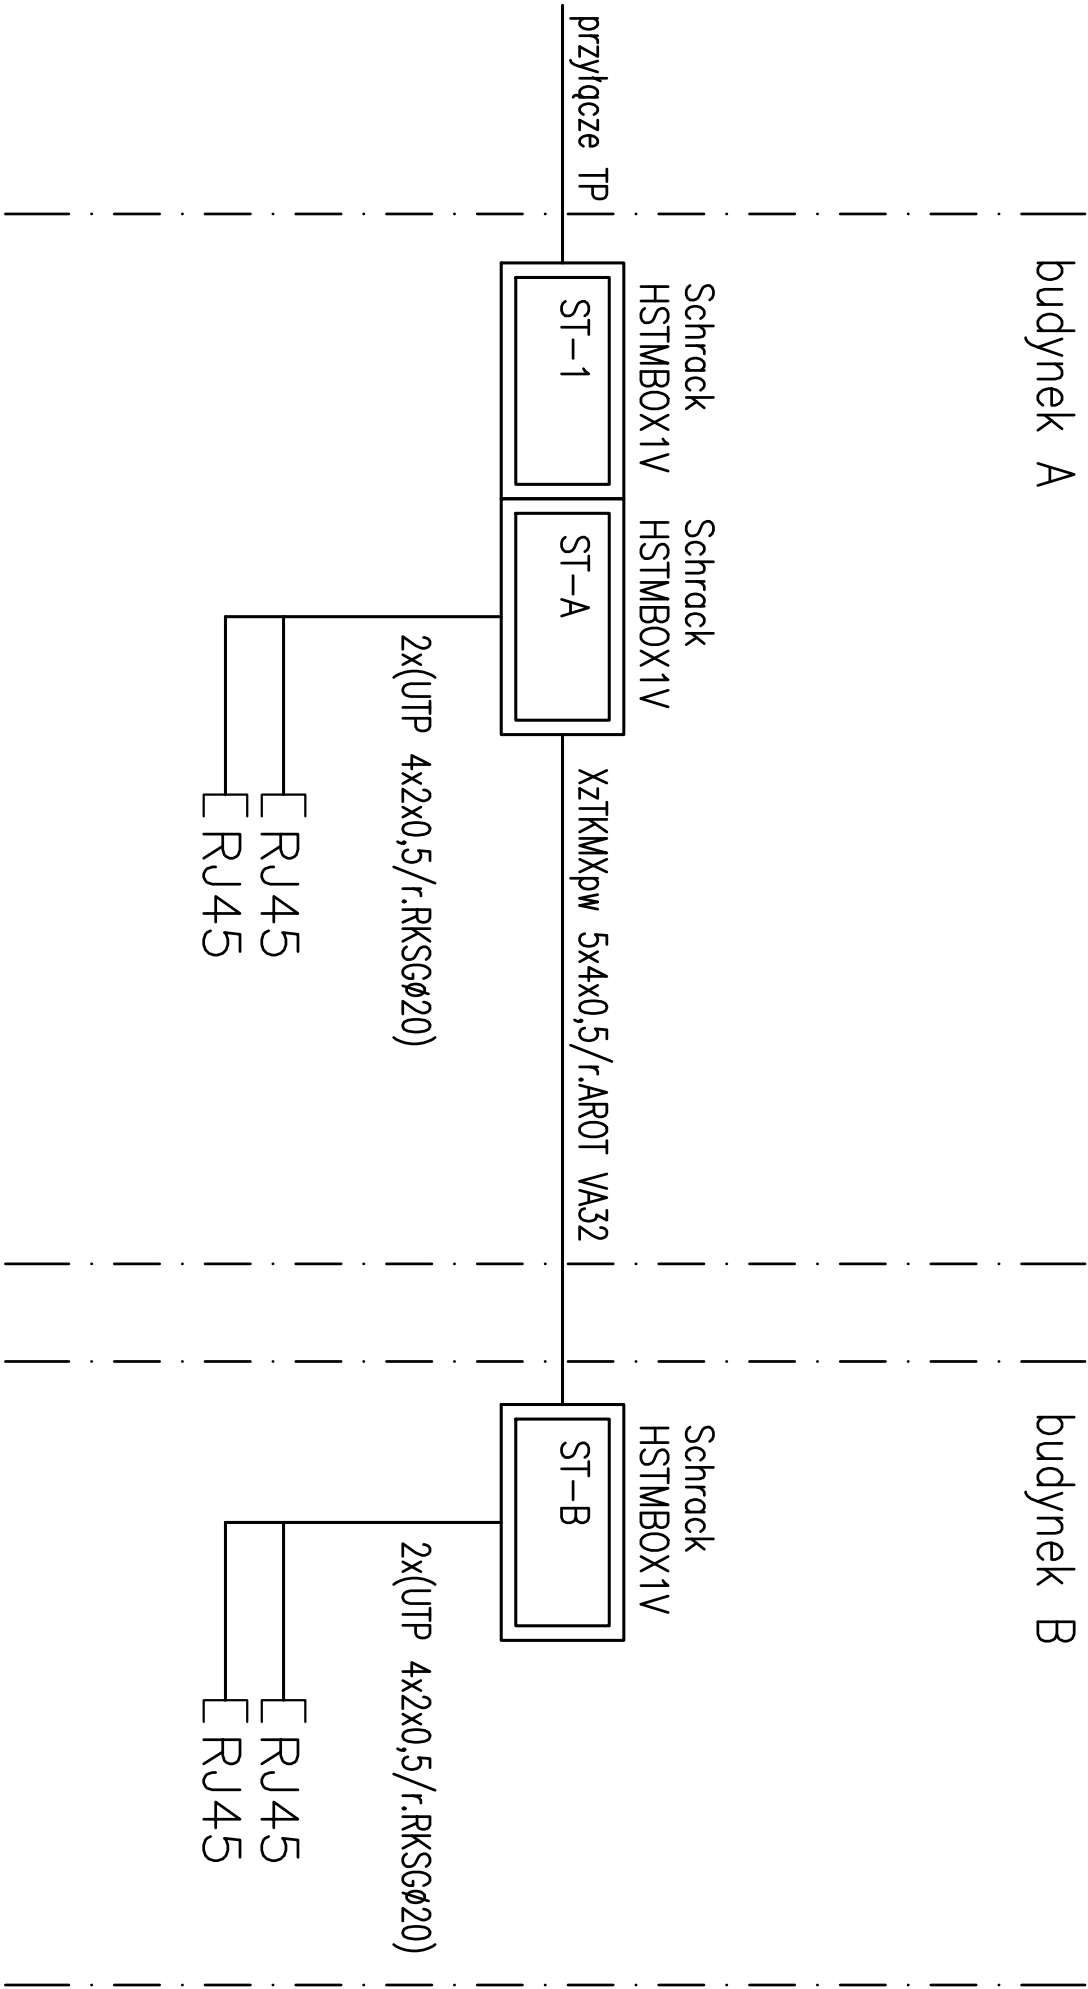 budynek A
Schrack
HSTMBOX1V
Schrack
HSTMBOX1V
przyłącze TP
ST-1
ST-A
XzTKMXpw 5x4x0,5/r.AROT VA32
2x(UTP 4x2x0,5/r.RKSGø20)
RJ45
RJ45
budynek B
Schrack
HSTMBOX1V
ST-B
2x(UTP 4x2x0,5/r.RKSGø20)
RJ45
RJ45